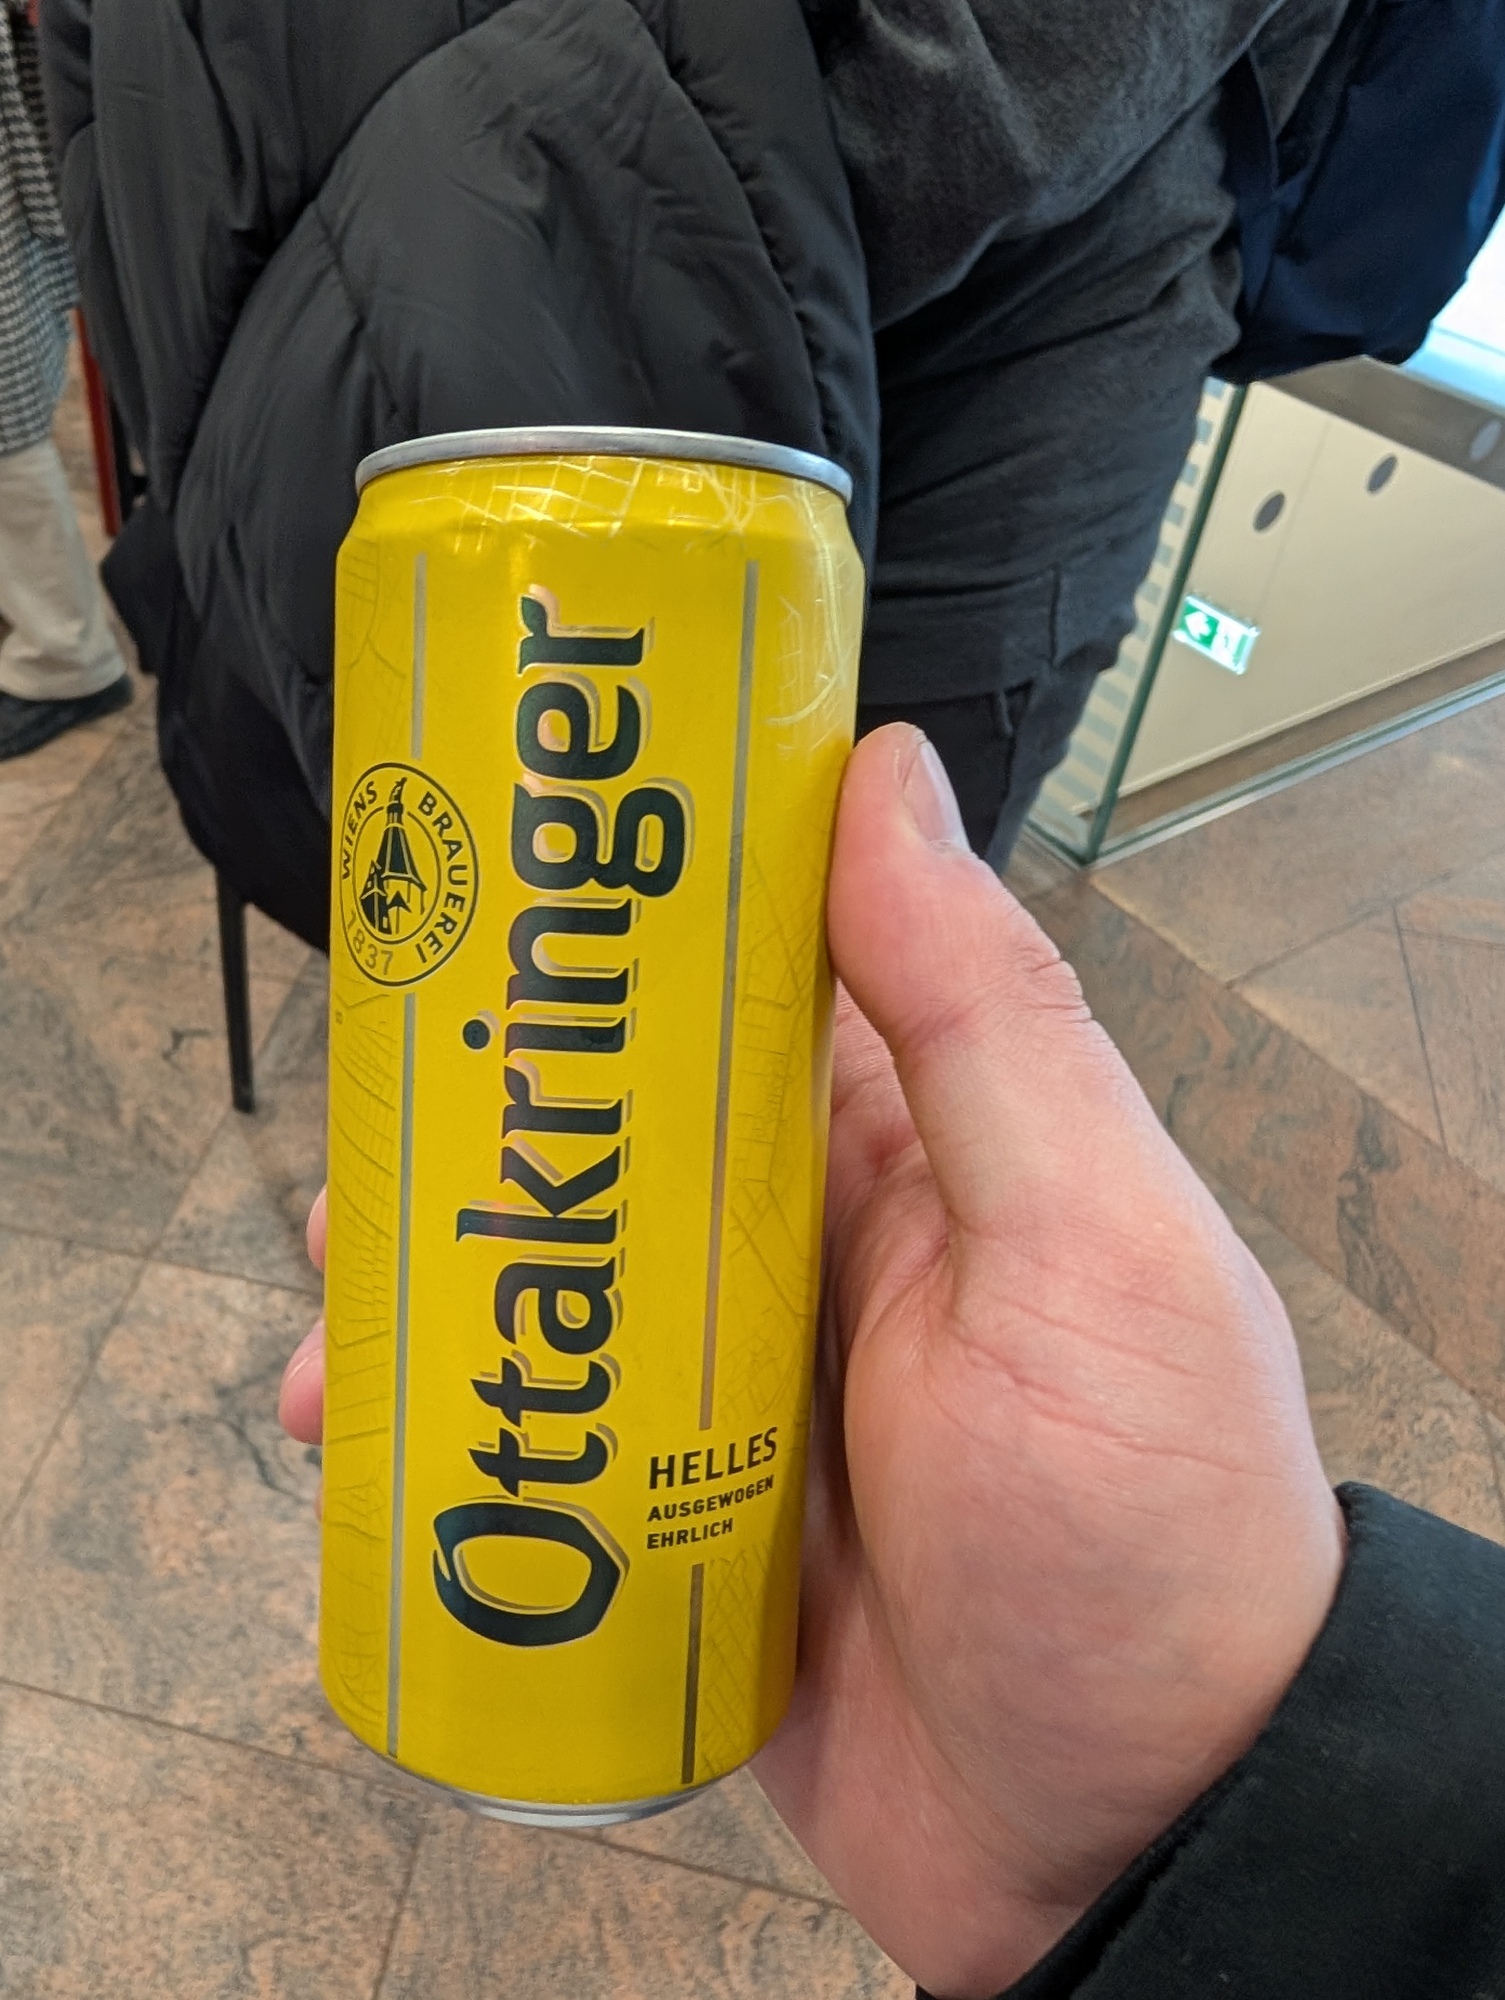 WIENS BRAUEREI
1837
Ottakringer
HELLES
AUSGEWOGEN
EHRLICH